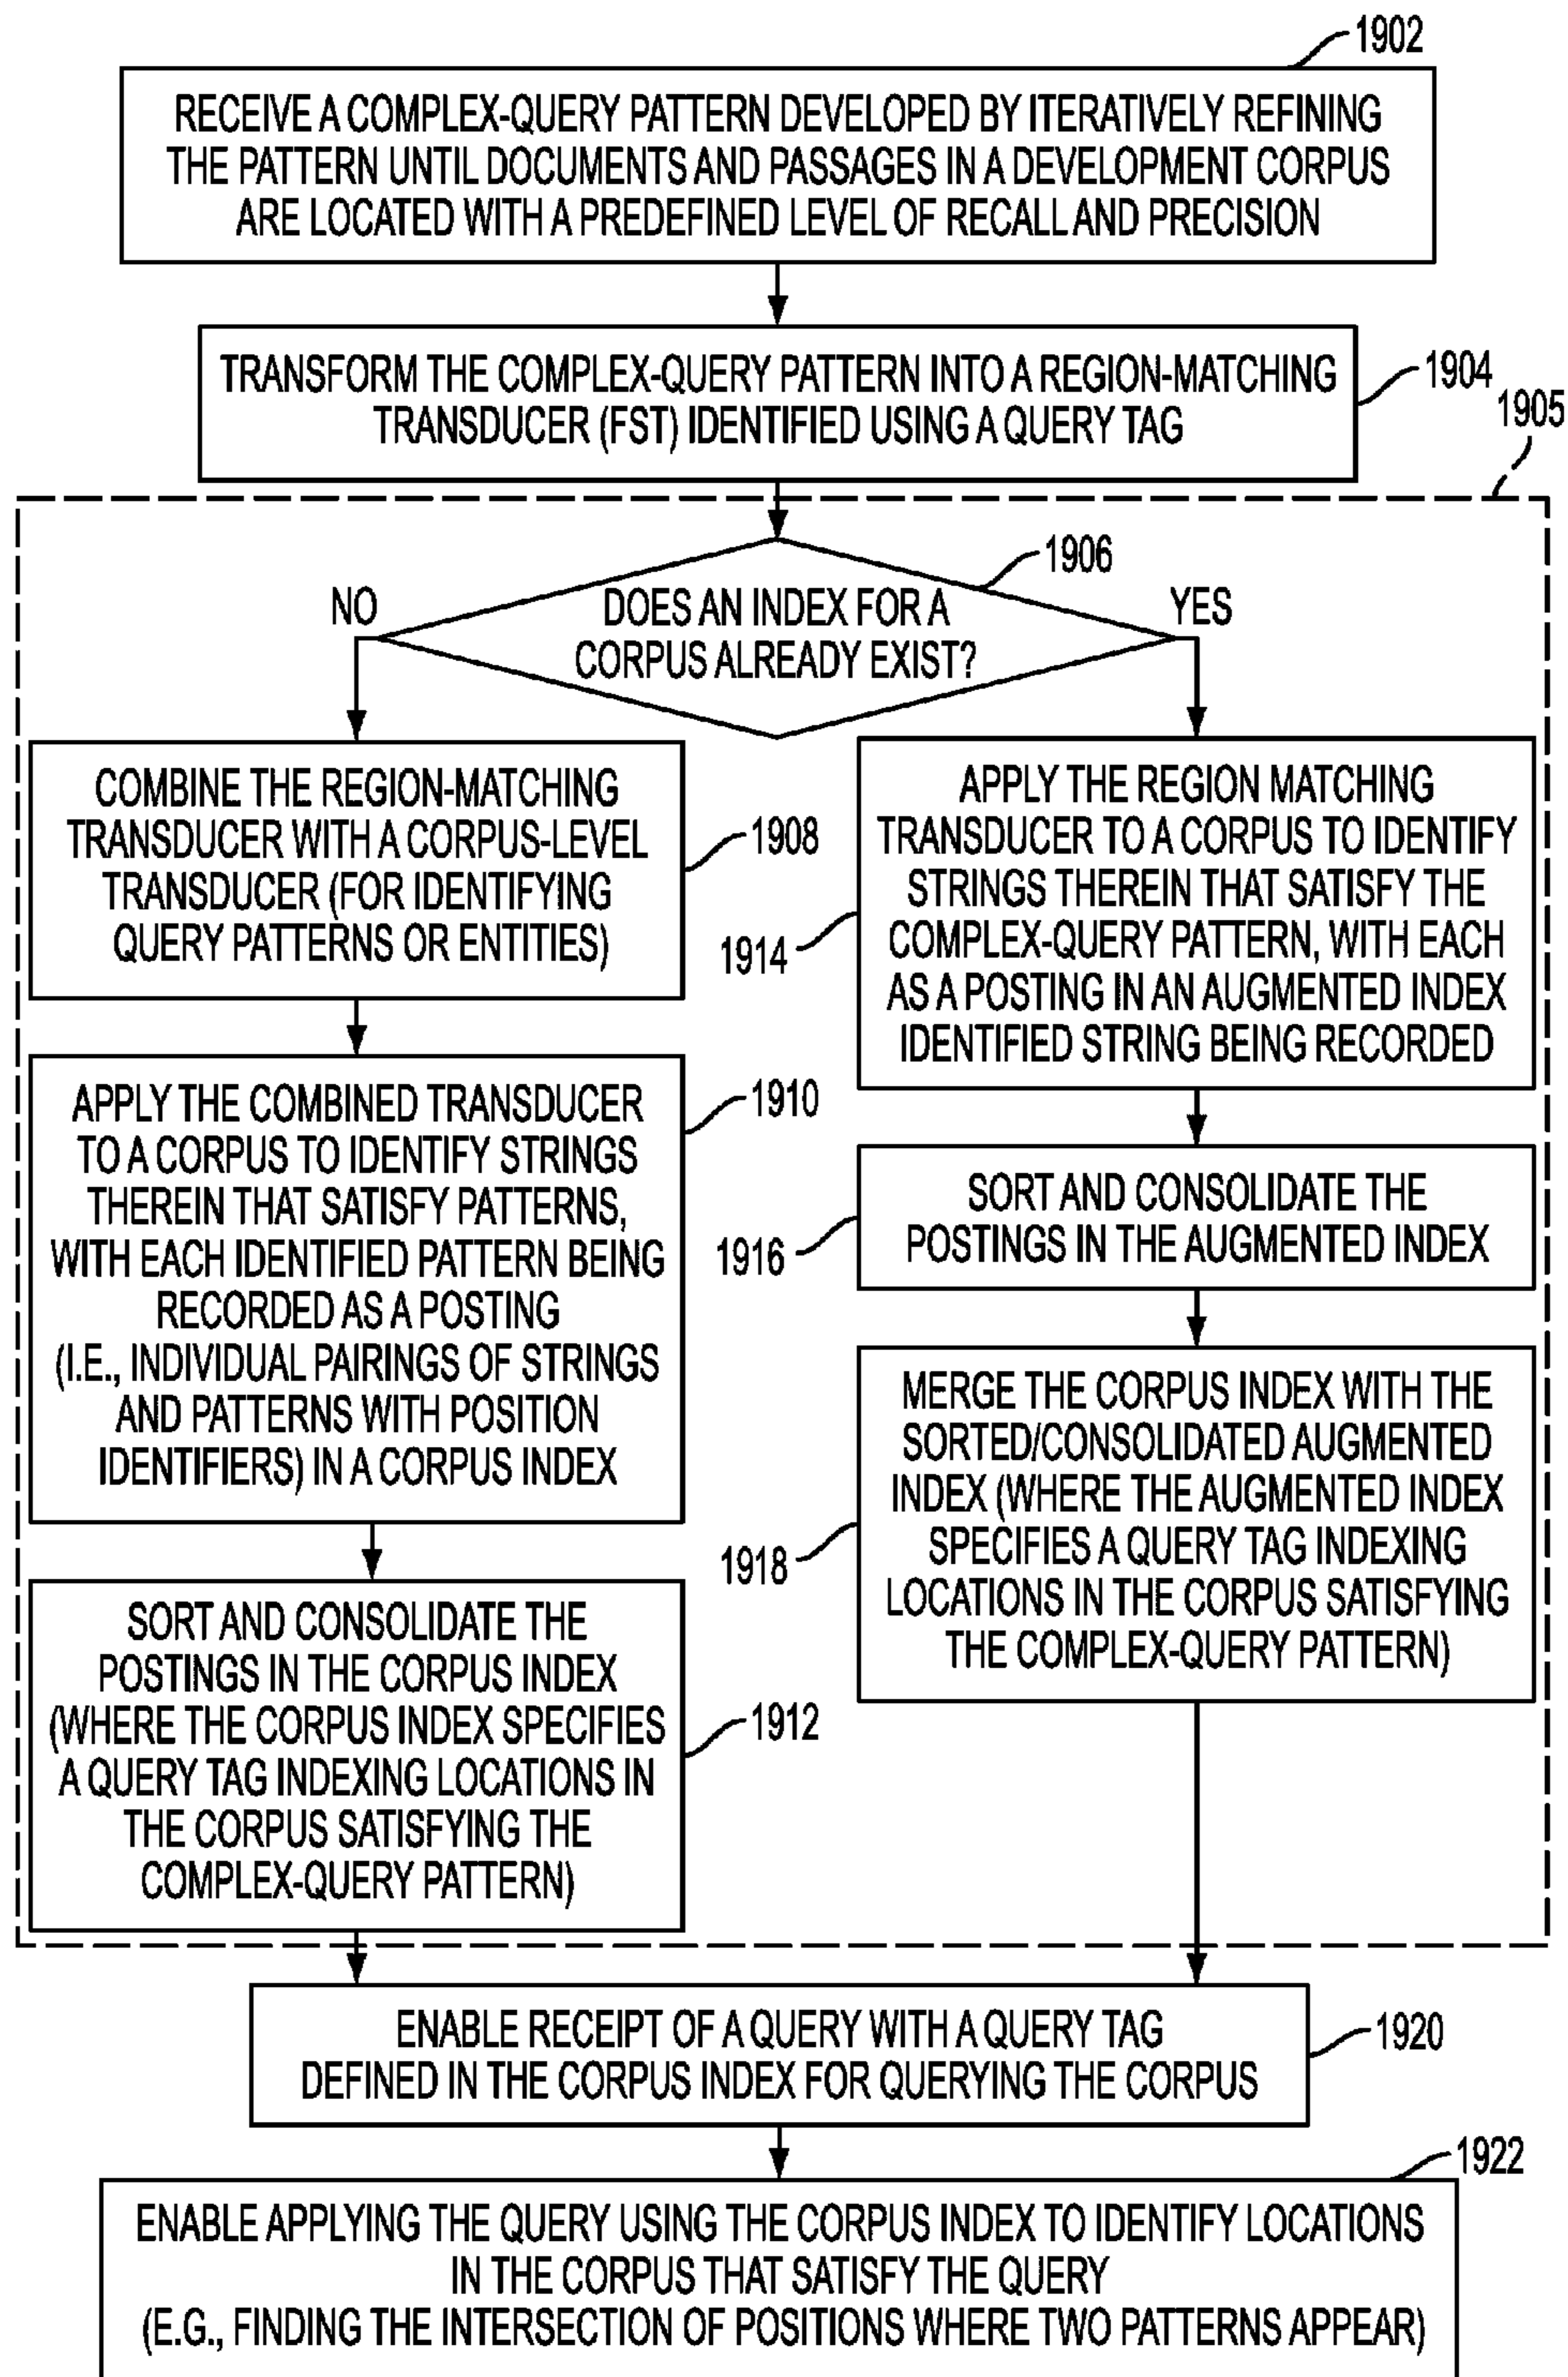 1902
RECEIVE A COMPLEX-QUERY PATTERN DEVELOPED BY ITERATIVELY REFINING
THE PATTERN UNTIL DOCUMENTS AND PASSAGES IN A DEVELOPMENT CORPUS
ARE LOCATED WITH A PREDEFINED LEVEL OF RECALL AND PRECISION
TRANSFORM THE COMPLEX-QUERY PATTERN INTO A REGION-MATCHING
TRANSDUCER (FST) IDENTIFIED USING A QUERY TAG
1904
1905
1906
DOES AN INDEX FOR A
CORPUS ALREADY EXIST?
NO
YES
COMBINE THE REGION-MATCHING
TRANSDUCER WITH A CORPUS-LEVEL
TRANSDUCER (FOR IDENTIFYING
QUERY PATTERNS OR ENTITIES)
1908
APPLY THE COMBINED TRANSDUCER
TO A CORPUS TO IDENTIFY STRINGS
THEREIN THAT SATISFY PATTERNS,
WITH EACH IDENTIFIED PATTERN BEING
RECORDED AS A POSTING
(I.E., INDIVIDUAL PAIRINGS OF STRINGS
AND PATTERNS WITH POSITION
IDENTIFIERS) IN A CORPUS INDEX
1910
SORT AND CONSOLIDATE THE
POSTINGS IN THE CORPUS INDEX
(WHERE THE CORPUS INDEX SPECIFIES
A QUERY TAG INDEXING LOCATIONS IN
THE CORPUS SATISFYING THE
COMPLEX-QUERY PATTERN)
1912
APPLY THE REGION MATCHING
TRANSDUCER TO A CORPUS TO IDENTIFY
STRINGS THEREIN THAT SATISFY THE
COMPLEX-QUERY PATTERN, WITH EACH
AS A POSTING IN AN AUGMENTED INDEX
IDENTIFIED STRING BEING RECORDED
1914
SORT AND CONSOLIDATE THE
POSTINGS IN THE AUGMENTED INDEX
1916
MERGE THE CORPUS INDEX WITH THE
SORTED/CONSOLIDATED AUGMENTED
INDEX (WHERE THE AUGMENTED INDEX
SPECIFIES A QUERY TAG INDEXING
LOCATIONS IN THE CORPUS SATISFYING
THE COMPLEX-QUERY PATTERN)
1918
ENABLE RECEIPT OF A QUERY WITH A QUERY TAG
DEFINED IN THE CORPUS INDEX FOR QUERYING THE CORPUS
1920
1922
ENABLE APPLYING THE QUERY USING THE CORPUS INDEX TO IDENTIFY LOCATIONS
IN THE CORPUS THAT SATISFY THE QUERY
(E.G., FINDING THE INTERSECTION OF POSITIONS WHERE TWO PATTERNS APPEAR)